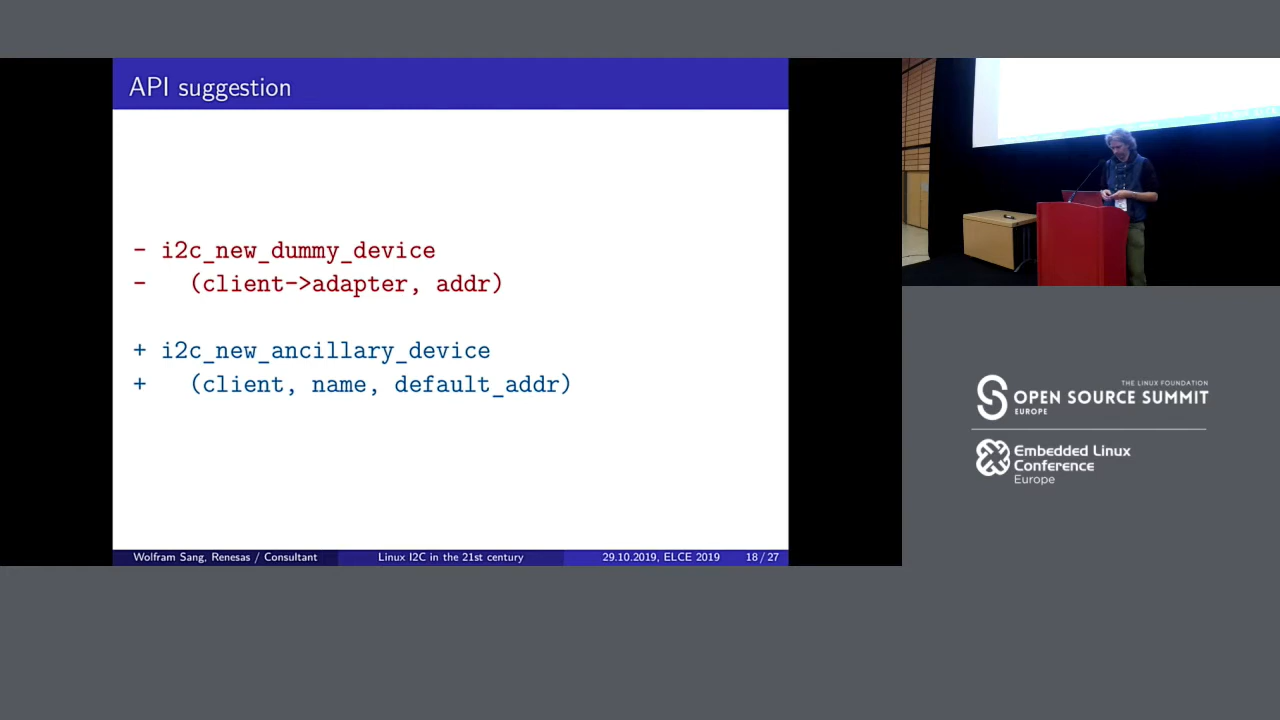 API suggestion
- i2c_new_dummy_device
- (client->adapter, addr)
+ i2c_new_ancillary_device
+ (client, name, default_addr)
Wolfram Sang, Renesas / Consultant
Linux I2C in the 21st century
29.10.2019, ELCE 2019
18 / 27
THE LINUX FOUNDATION
OPEN SOURCE SUMMIT
EUROPE
Embedded Linux
Conference
Europe